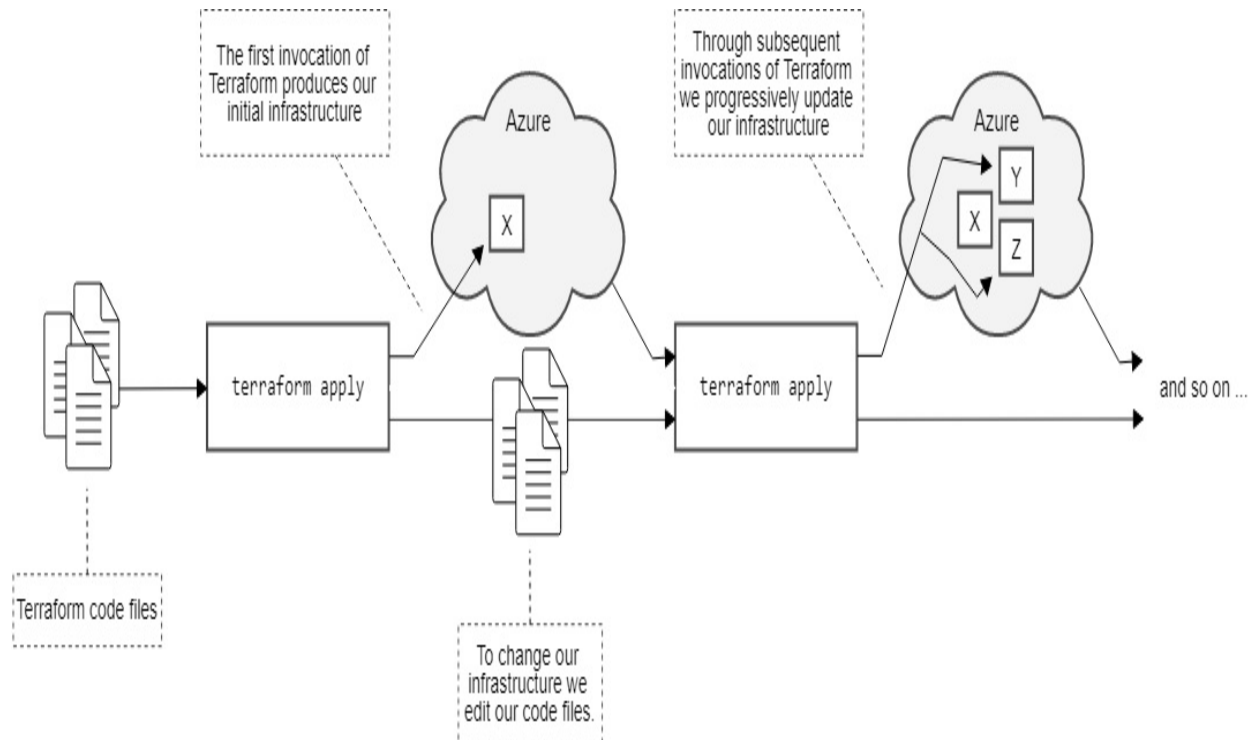 The first invocation of
Terraform produces our
initial infrastructure
Azure
X
Through subsequent
invocations of Terraform
we progressively update
our infrastructure
Azure
Y
X
Z
terraform apply
terraform apply
and so on ...
Terraform code files
To change our
infrastructure we
edit our code files.